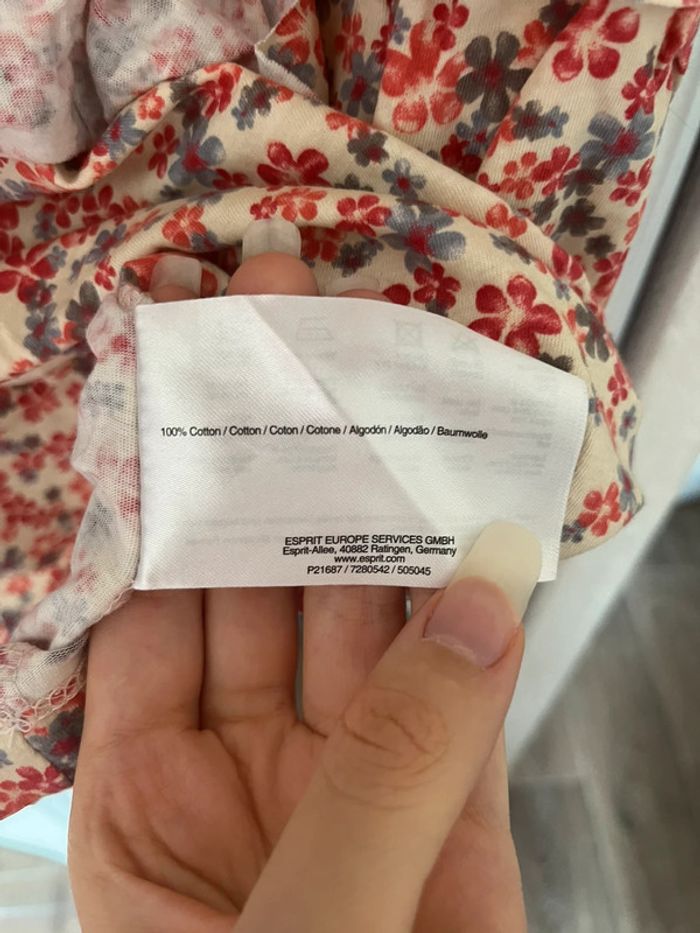 100% Cotton / Cotton / Coton / Cotone / Algodón / Algodão / Baumwolle
ESPRIT EUROPE SERVICES GMBH
Esprit-Allee, 40882 Ratingen, Germany
www.esprit.com
P21687 / 7280542 / 505045